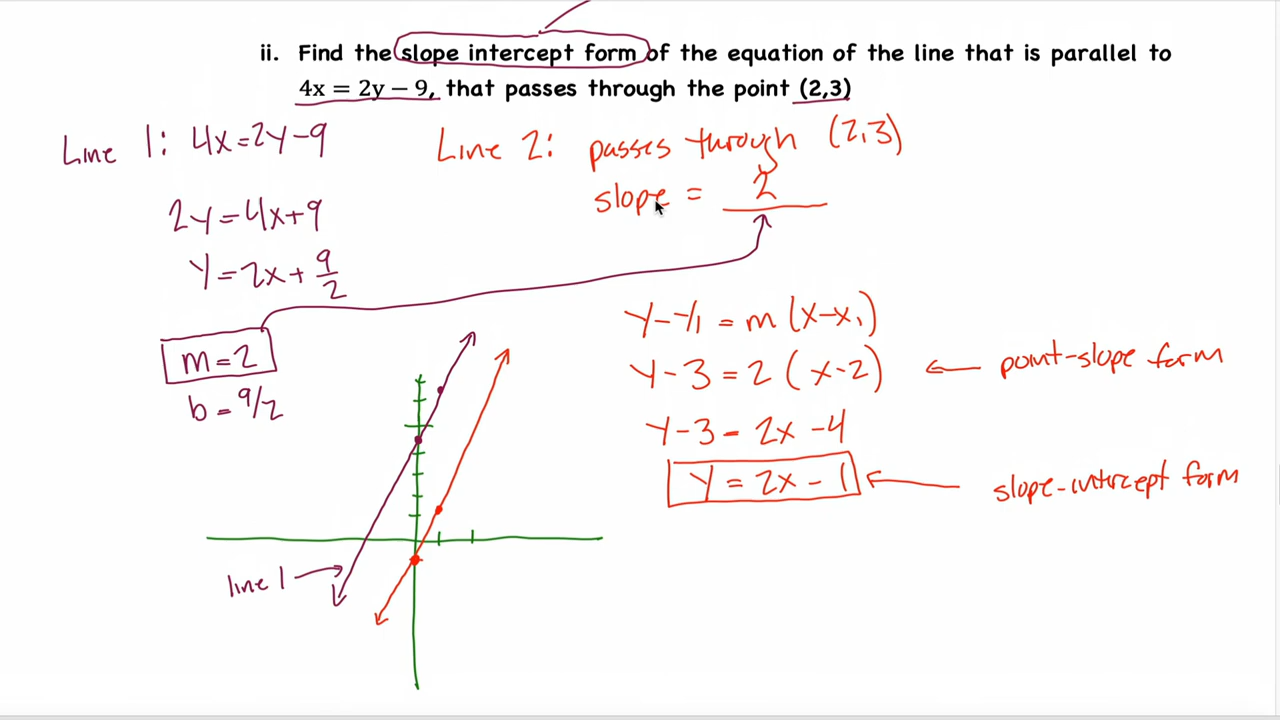 ii. Find the slope intercept form of the equation of the line that is parallel to
4x = 2y − 9, that passes through the point (2,3)
Line 1: 4x=2y-9
2y=4x+9
y=2x+9/2
m=2
b=9/2
Line 2: passes through (2,3)
slope = 2
y-y₁ = m(x-x₁)
y-3=2(x-2) ← point-slope form
y-3=2x-4
y=2x-1 ← slope-intercept form
line 1